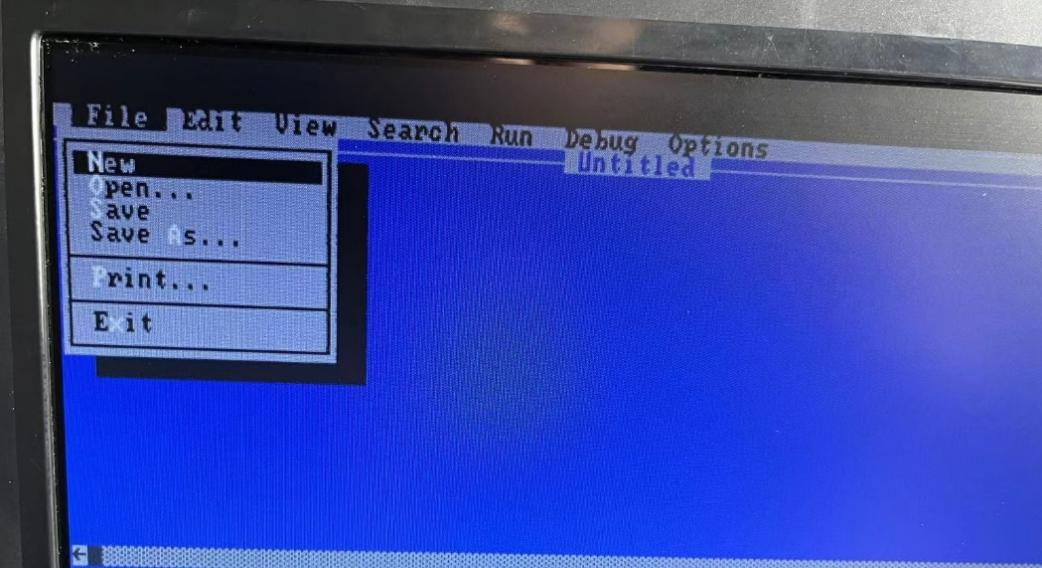 File Edit View Search Run Debug Options
Untitled
New
Open...
Save
Save As...
Print...
Exit